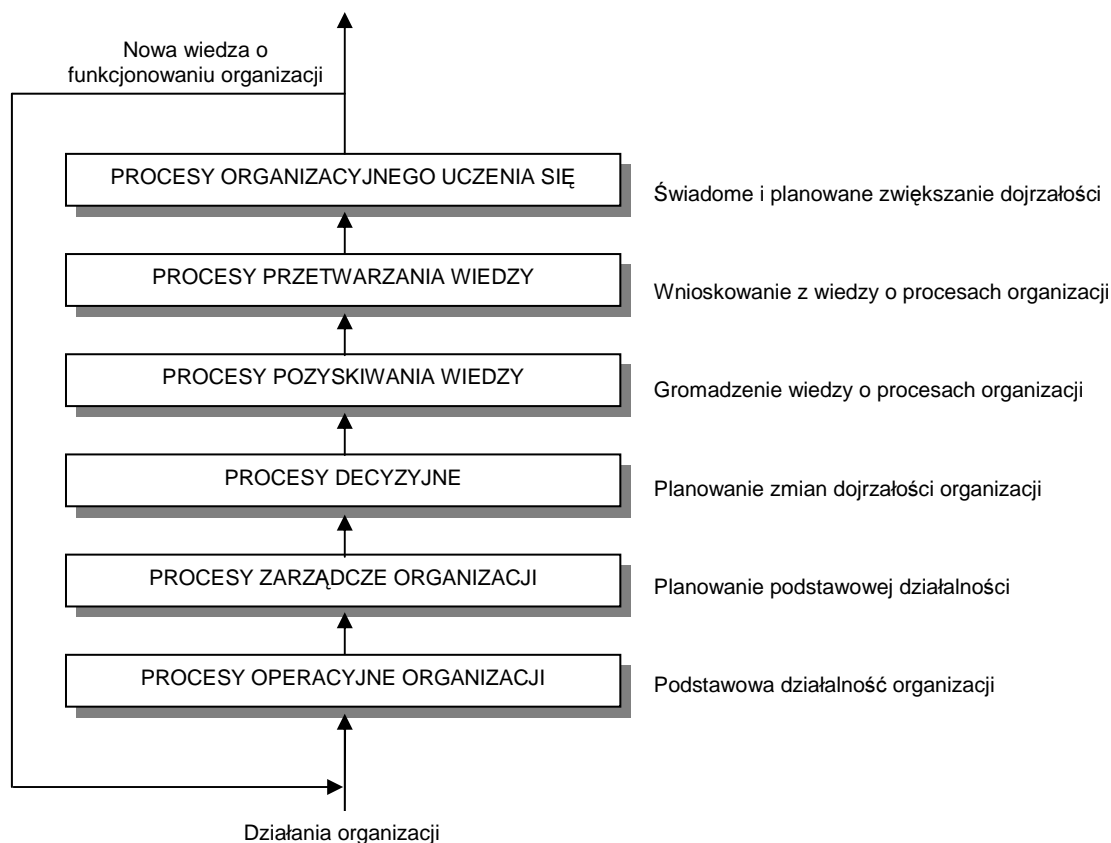 Nowa wiedza o
funkcjonowaniu organizacji
PROCESY ORGANIZACYJNEGO UCZENIA SIĘ
Świadome i planowane zwiększanie dojrzałości
PROCESY PRZETWARZANIA WIEDZY
Wnioskowanie z wiedzy o procesach organizacji
PROCESY POZYSKIWANIA WIEDZY
Gromadzenie wiedzy o procesach organizacji
PROCESY DECYZYJNE
Planowanie zmian dojrzałości organizacji
PROCESY ZARZĄDCZE ORGANIZACJI
Planowanie podstawowej działalności
PROCESY OPERACYJNE ORGANIZACJI
Podstawowa działalność organizacji
Działania organizacji